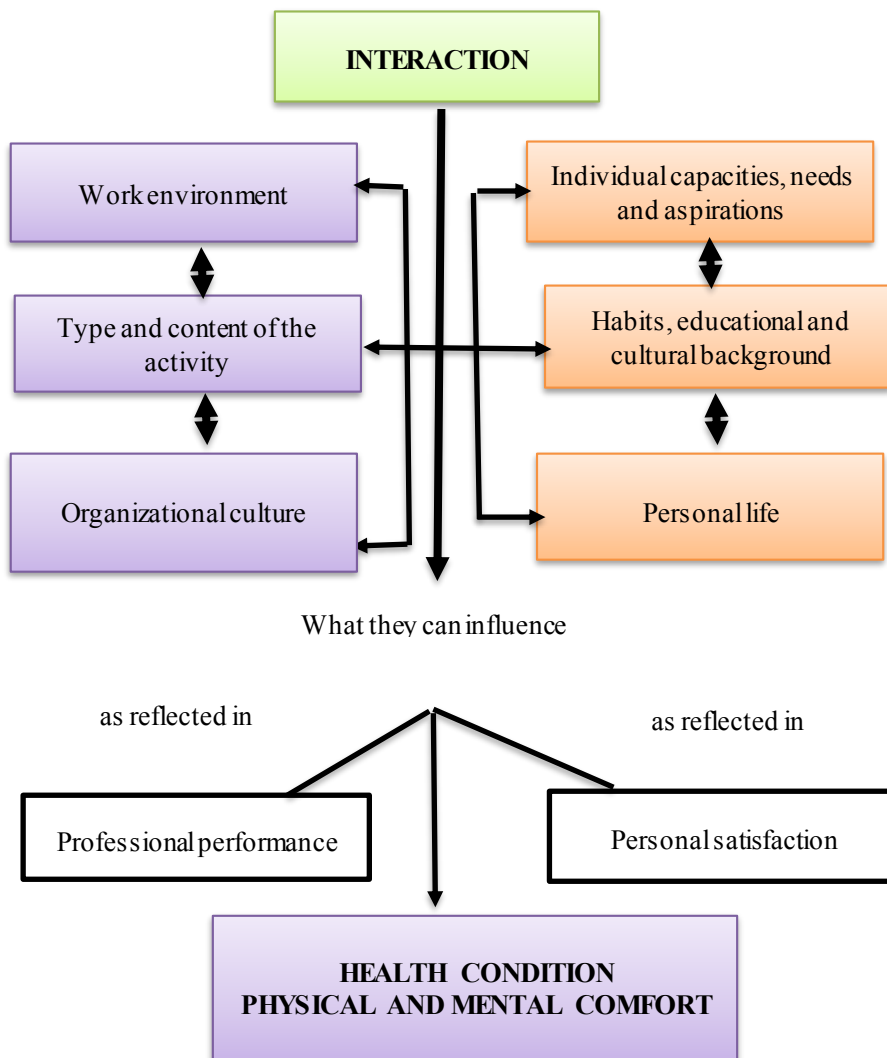 INTERACTION
Work environment
Individual capacities, needs
and aspirations
Type and content of the
activity
Habits, educational and
cultural background
Organizational culture
Personal life
What they can influence
as reflected in
as reflected in
Professional performance
Personal satisfaction
HEALTH CONDITION
PHYSICAL AND MENTAL COMFORT